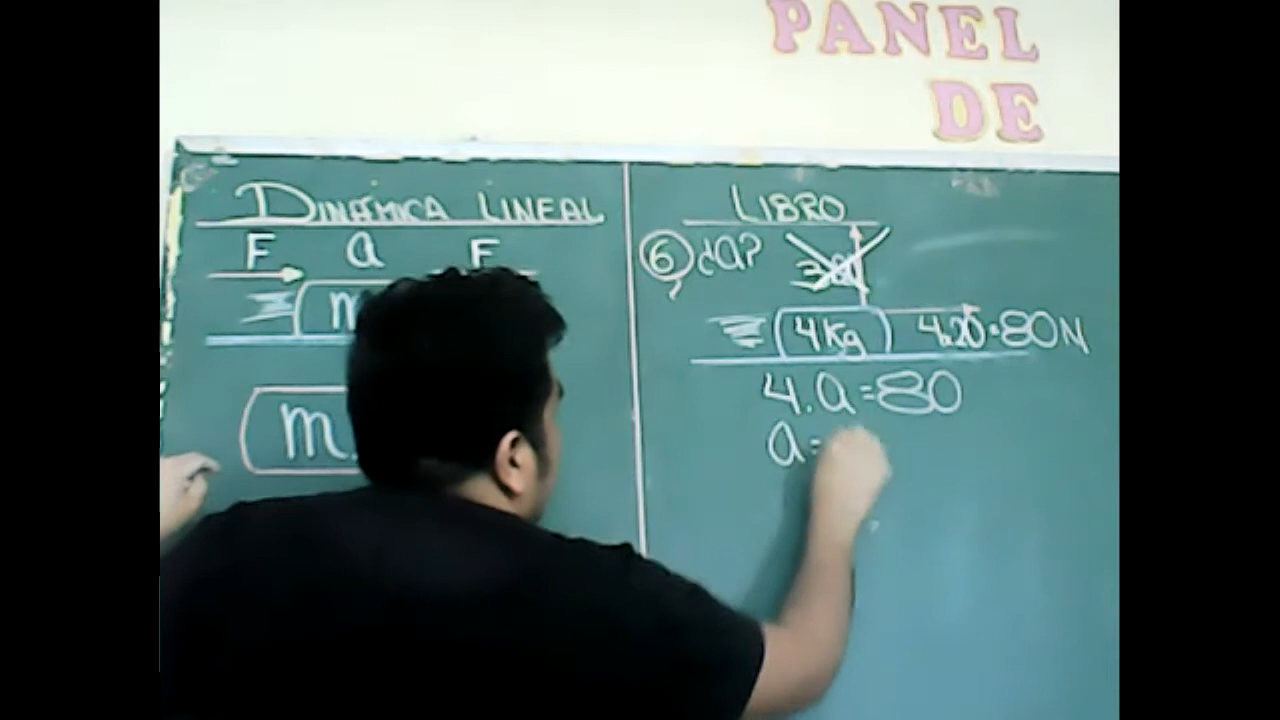 PANEL
DE
DINÁMICA LINEAL
F a F
m
m
LIBRO
6 ¿a?
4Kg 4.20=80N
4.a=80
a=